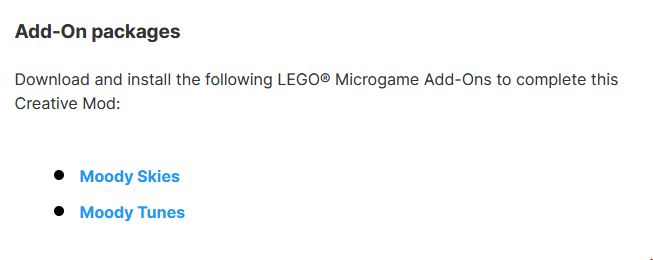 Add-On packages
Download and install the following LEGO® Microgame Add-Ons to complete this
Creative Mod:
Moody Skies
Moody Tunes